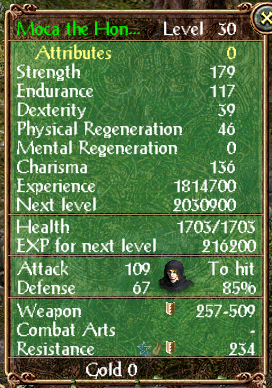 Moca the Hon... Level 30
Attributes 0
Strength 179
Endurance 117
Dexterity 39
Physical Regeneration 46
Mental Regeneration 0
Charisma 136
Experience 1814700
Next level 2030900
Health 1703/1703
EXP for next level 216200
Attack 109 To hit
Defense 67 85%
Weapon 257-509
Combat Arts -
Resistance 234
Gold 0